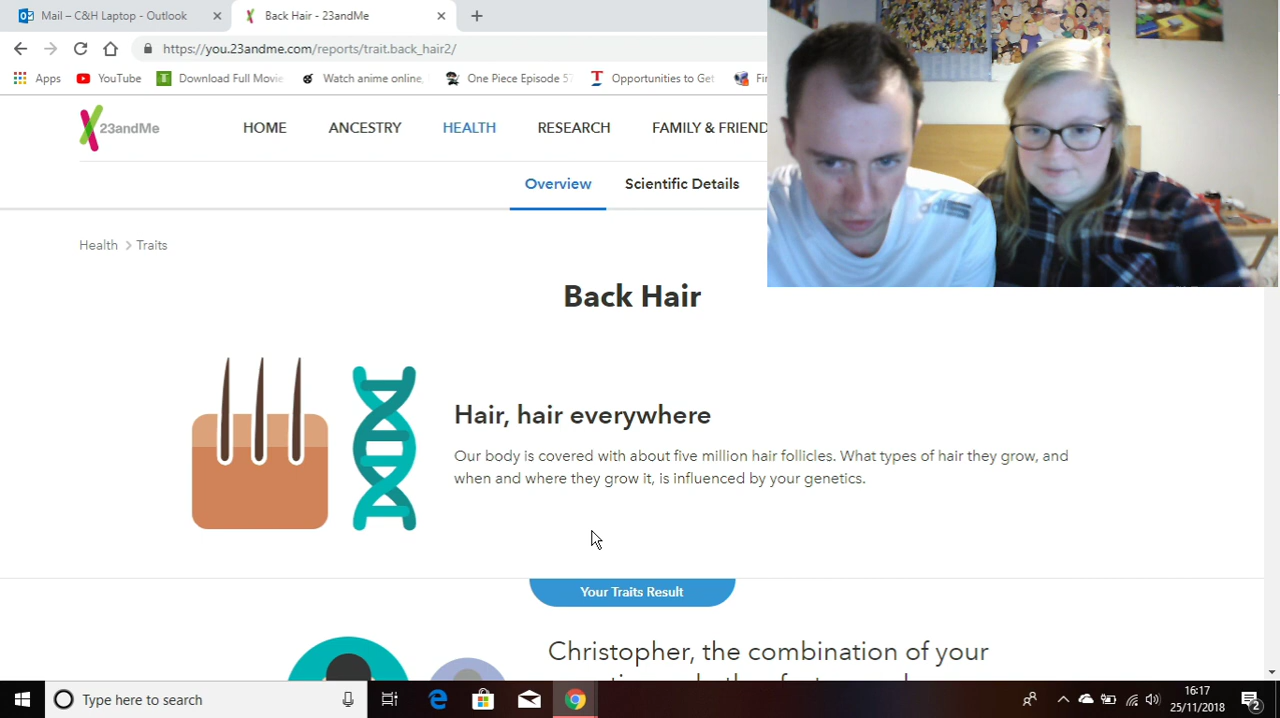 Mail – C&H Laptop - Outlook
Back Hair - 23andMe
https://you.23andme.com/reports/trait.back_hair2/
Apps
YouTube
Download Full Movie
Watch anime online,
One Piece Episode 57
Opportunities to Get
Fir
23andMe
HOME
ANCESTRY
HEALTH
RESEARCH
FAMILY & FRIEND
Overview
Scientific Details
adidas
Health > Traits
Back Hair
Hair, hair everywhere
Our body is covered with about five million hair follicles. What types of hair they grow, and
when and where they grow it, is influenced by your genetics.
Your Traits Result
Christopher, the combination of your
Type here to search
16:17
25/11/2018
2